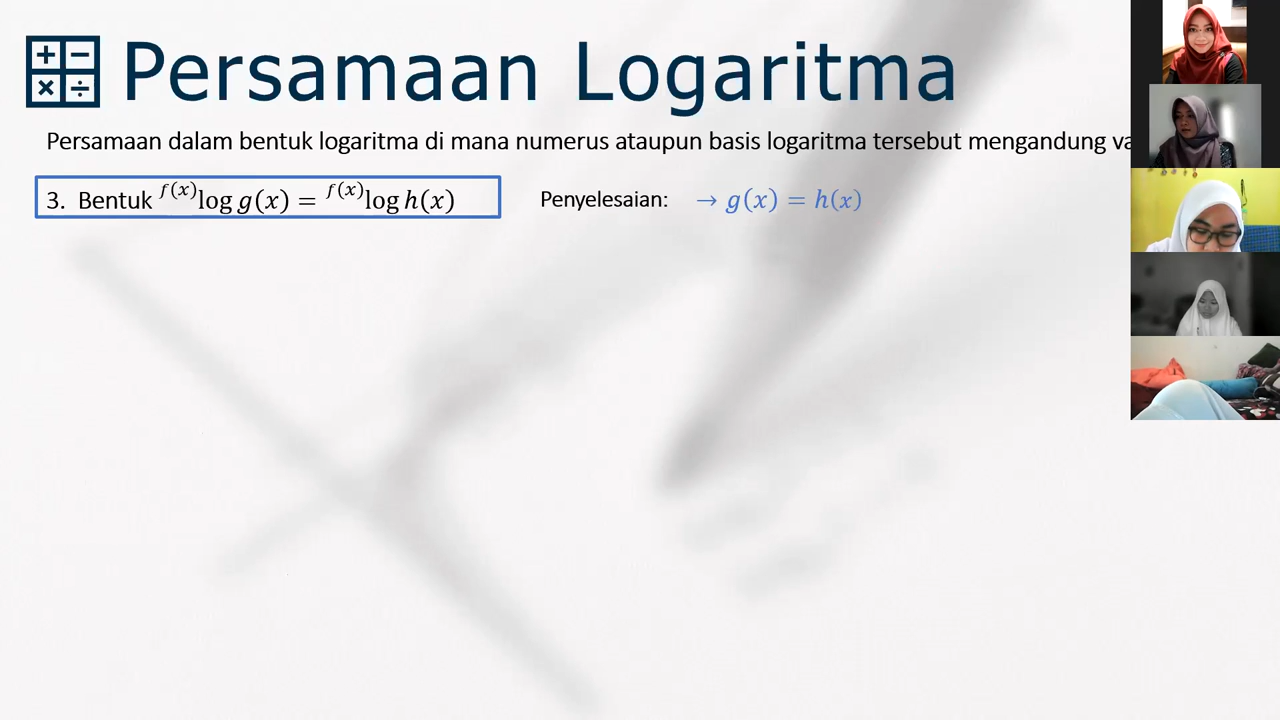 Persamaan Logaritma
Persamaan dalam bentuk logaritma di mana numerus ataupun basis logaritma tersebut mengandung
3. Bentuk ᶠ⁽ˣ⁾log g(x) = ᶠ⁽ˣ⁾log h(x) Penyelesaian: → g(x) = h(x)